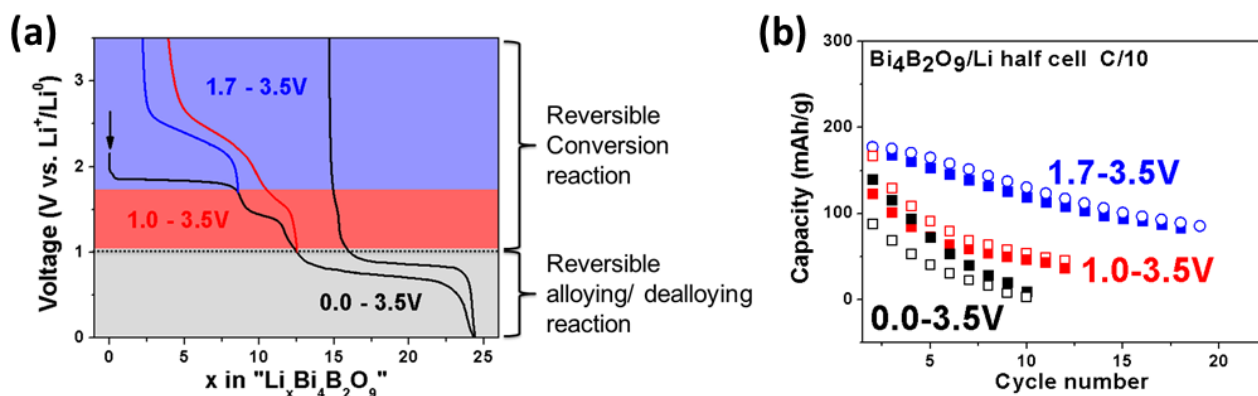 (a)
Voltage (V vs. Li⁺/Li⁰)
3
2
1
0
1.7 - 3.5V
1.0 - 3.5V
0.0 - 3.5V
0 5 10 15 20 25
x in "LiₓBi₄B₂O₉"
Reversible
Conversion
reaction
Reversible
alloying/ dealloying
reaction
(b)
Capacity (mAh/g)
300
200
100
0
Bi₄B₂O₉/Li half cell C/10
1.7-3.5V
1.0-3.5V
0.0-3.5V
5 10 15 20
Cycle number